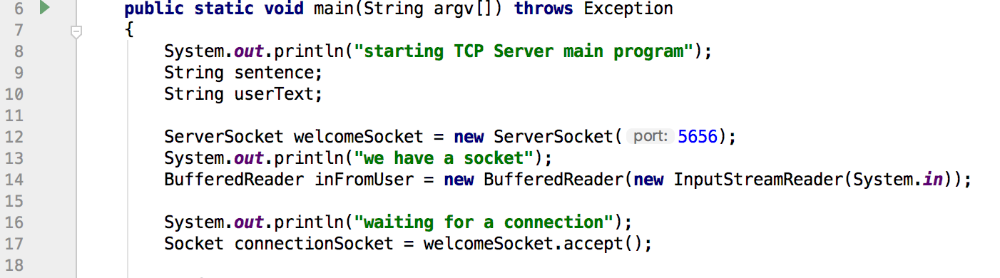 6 public static void main(String argv[]) throws Exception
7 {
8 System.out.println("starting TCP Server main program");
9 String sentence;
10 String userText;
11
12 ServerSocket welcomeSocket = new ServerSocket( port: 5656);
13 System.out.println("we have a socket");
14 BufferedReader inFromUser = new BufferedReader(new InputStreamReader(System.in));
15
16 System.out.println("waiting for a connection");
17 Socket connectionSocket = welcomeSocket.accept();
18